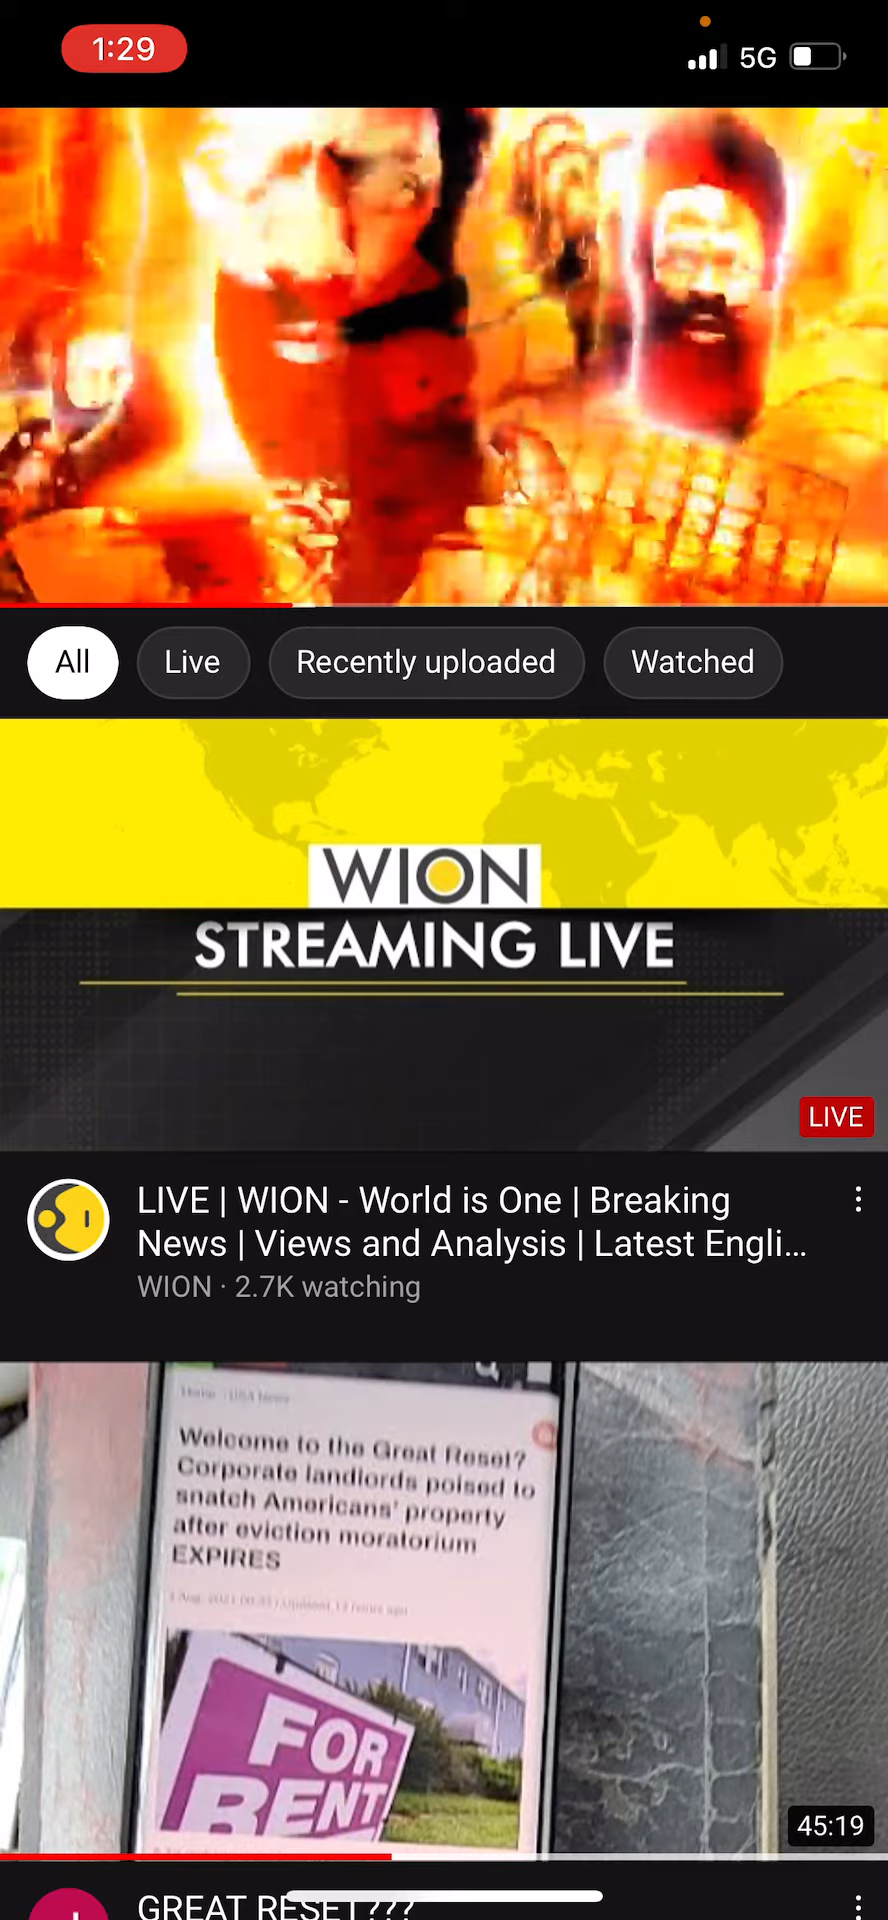 1:29
5G
All
Live
Recently uploaded
Watched
WION
STREAMING LIVE
LIVE
LIVE | WION - World is One | Breaking
News | Views and Analysis | Latest Engli...
WION · 2.7K watching
Welcome to the Great Reset?
Corporate landlords poised to
snatch Americans' property
after eviction moratorium
EXPIRES
FOR
RENT
45:19
GREAT RESET???